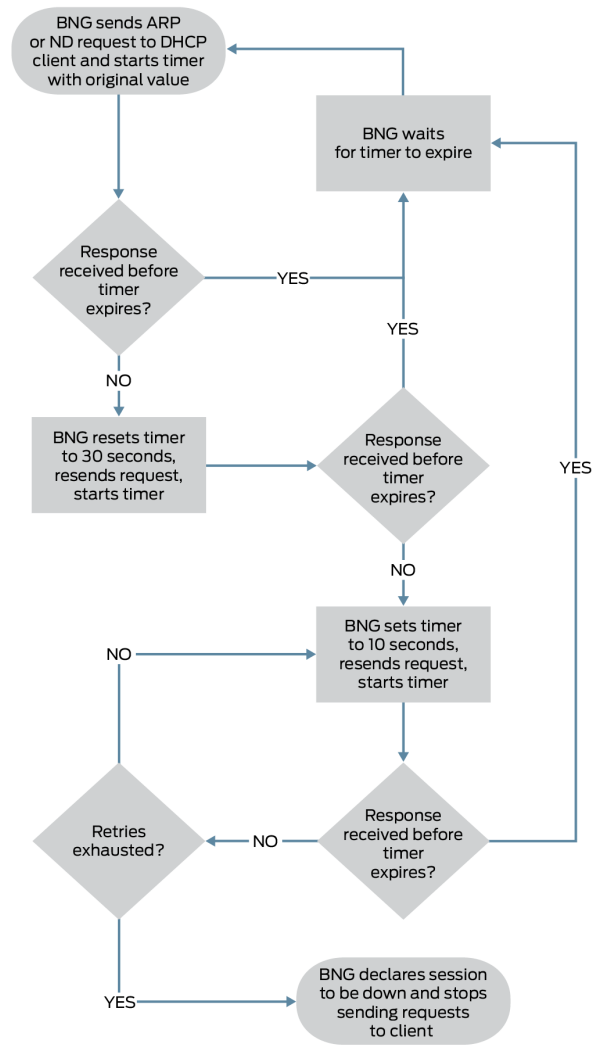 BNG sends ARP
or ND request to DHCP
client and starts timer
with original value
BNG waits
for timer to expire
Response
received before
timer
expires?
YES
YES
NO
BNG resets timer
to 30 seconds,
resends request,
starts timer
Response
received before
timer
expires?
YES
NO
BNG sets timer
to 10 seconds,
resends request,
starts timer
NO
Retries
exhausted?
NO
Response
received before
timer
expires?
YES
BNG declares session
to be down and stops
sending requests
to client